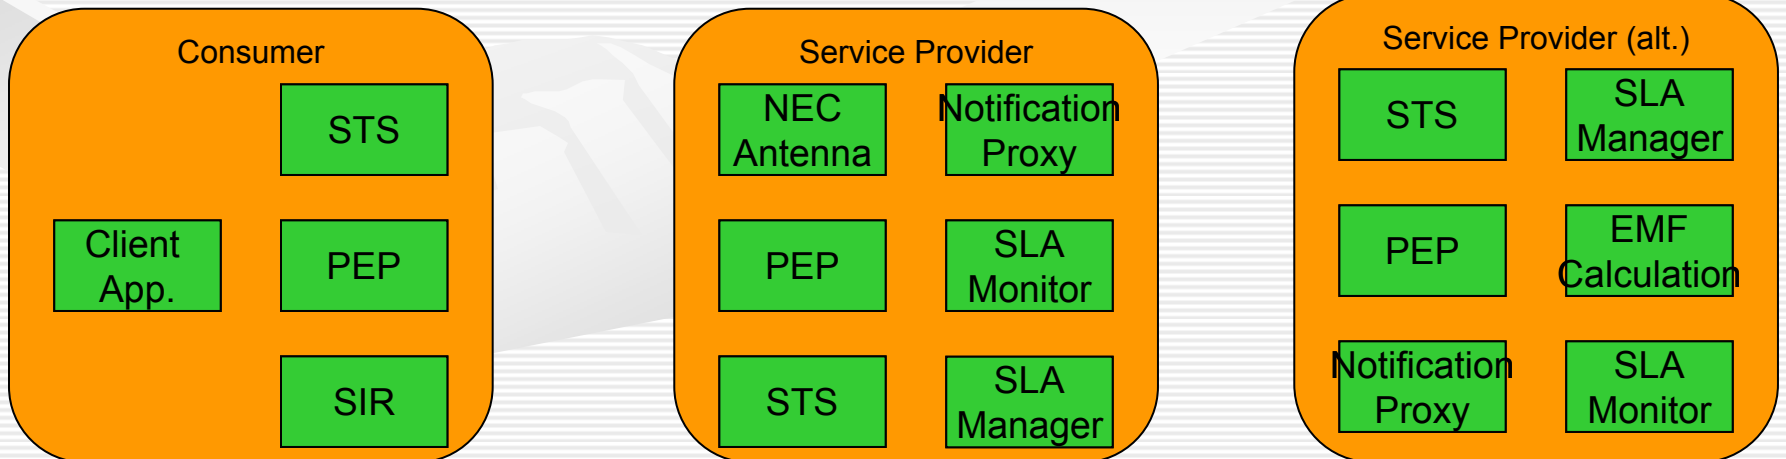 Consumer
STS
Client
App.
PEP
SIR
Service Provider
NEC
Antenna
Notification
Proxy
PEP
SLA
Monitor
STS
SLA
Manager
Service Provider (alt.)
STS
SLA
Manager
PEP
EMF
Calculation
Notification
Proxy
SLA
Monitor